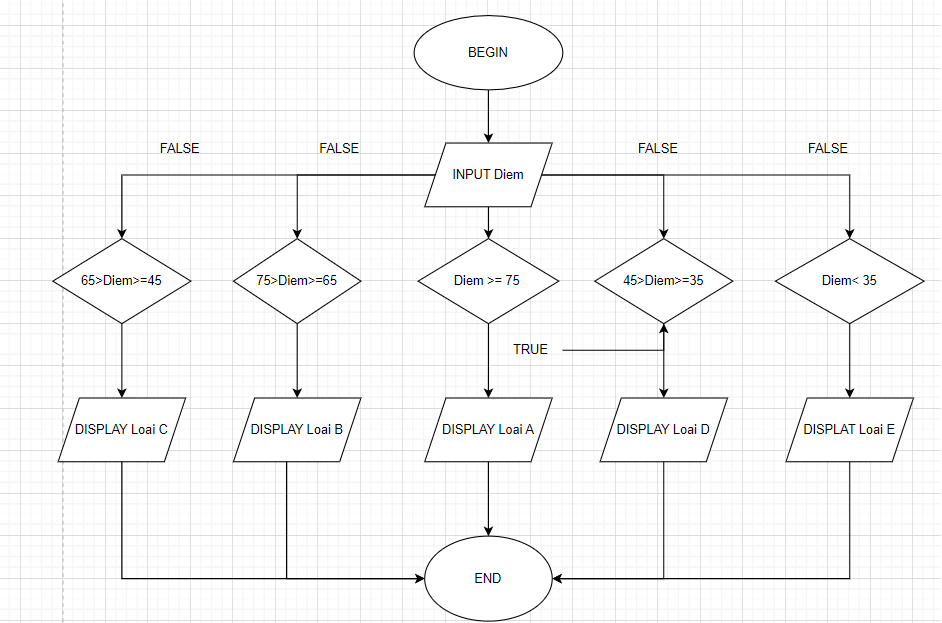 BEGIN
FALSE
FALSE
FALSE
FALSE
INPUT Diem
65>Diem>=45
75>Diem>=65
Diem >= 75
45>Diem>=35
Diem< 35
TRUE
DISPLAY Loai C
DISPLAY Loai B
DISPLAY Loai A
DISPLAY Loai D
DISPLAT Loai E
END